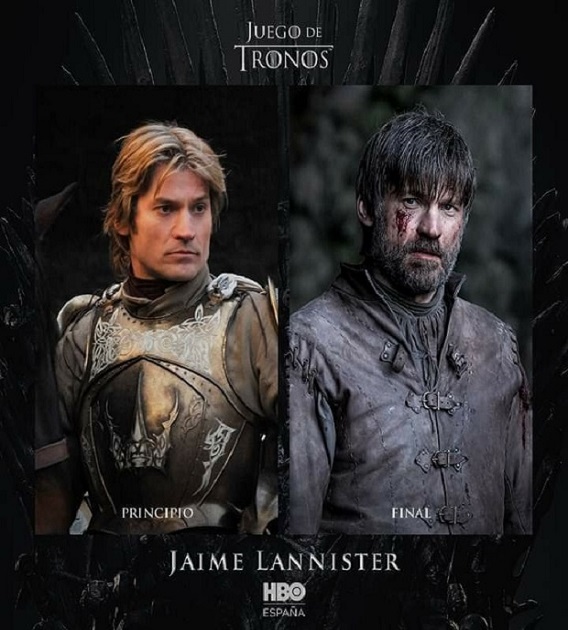 JUEGO DE
TRONOS
PRINCIPIO
FINAL
JAIME LANNISTER
HBO
ESPAÑA